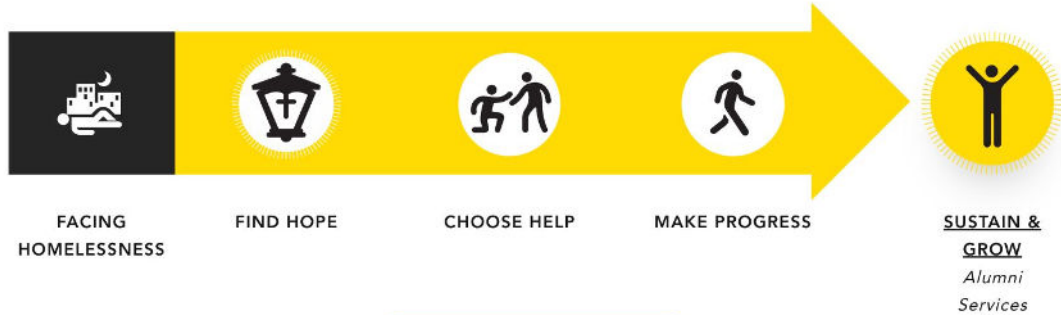 FACING
HOMELESSNESS
FIND HOPE
CHOOSE HELP
MAKE PROGRESS
SUSTAIN &
GROW
Alumni
Services